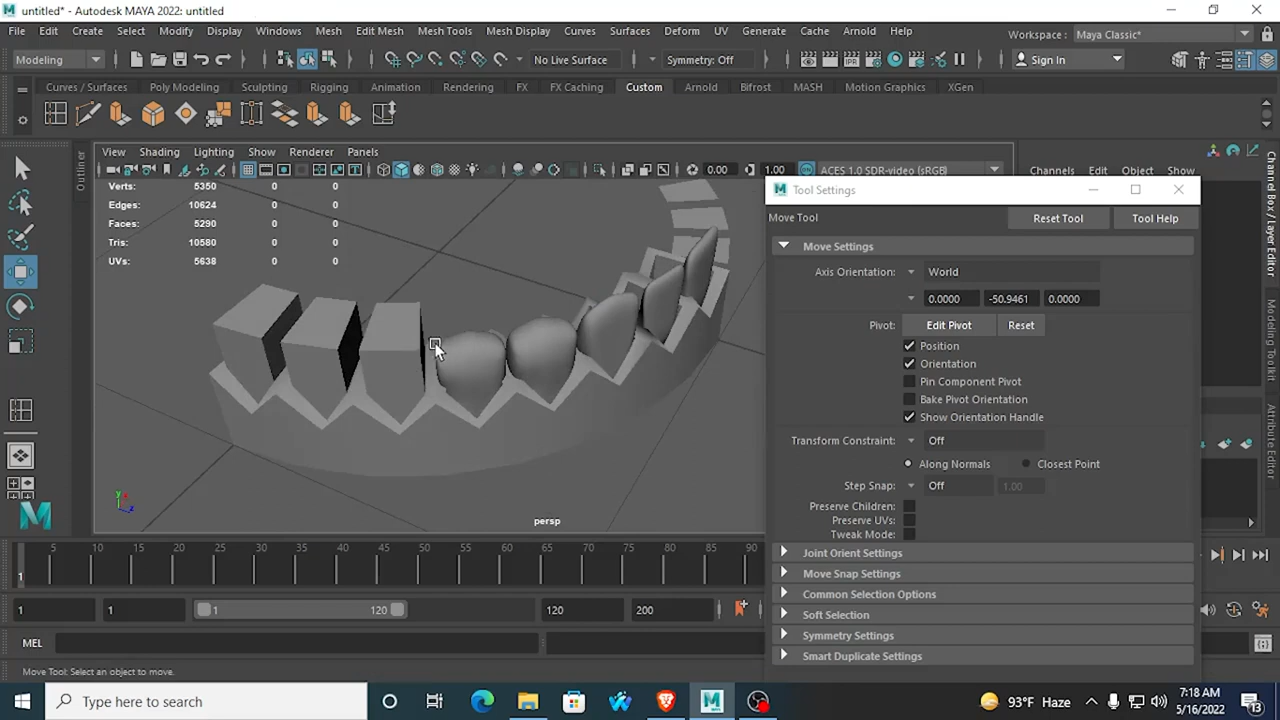 untitled* - Autodesk MAYA 2022: untitled
File Edit Create Select Modify Display Windows Mesh Edit Mesh Mesh Tools Mesh Display Curves Surfaces Deform UV Generate Cache Arnold Help
Workspace : Maya Classic*
Modeling No Live Surface Symmetry: Off Sign In
Curves / Surfaces Poly Modeling Sculpting Rigging Animation Rendering FX FX Caching Custom Arnold Bifrost MASH Motion Graphics XGen
Outliner
View Shading Lighting Show Renderer Panels
0.00 1.00 ACES 1.0 SDR-video (sRGB)
Channels Edit Object Show
Verts: 5350 0 0
Edges: 10624 0 0
Faces: 5290 0 0
Tris: 10580 0 0
UVs: 5638 0 0
persp
Tool Settings
Move Tool Reset Tool Tool Help
Move Settings
Axis Orientation: World
0.0000 -50.9461 0.0000
Pivot: Edit Pivot Reset
Position
Orientation
Pin Component Pivot
Bake Pivot Orientation
Show Orientation Handle
Transform Constraint: Off
Along Normals Closest Point
Step Snap: Off 1.00
Preserve Children:
Preserve UVs:
Tweak Mode:
Joint Orient Settings
Move Snap Settings
Common Selection Options
Soft Selection
Symmetry Settings
Smart Duplicate Settings
Channel Box / Layer Editor
Modeling Toolkit
Attribute Editor
5 10 15 20 25 30 35 40 45 50 55 60 65 70 75 80 85 90
1
1 1 1 120 120 200
MEL
Move Tool: Select an object to move.
Type here to search
93°F Haze
7:18 AM
5/16/2022
13